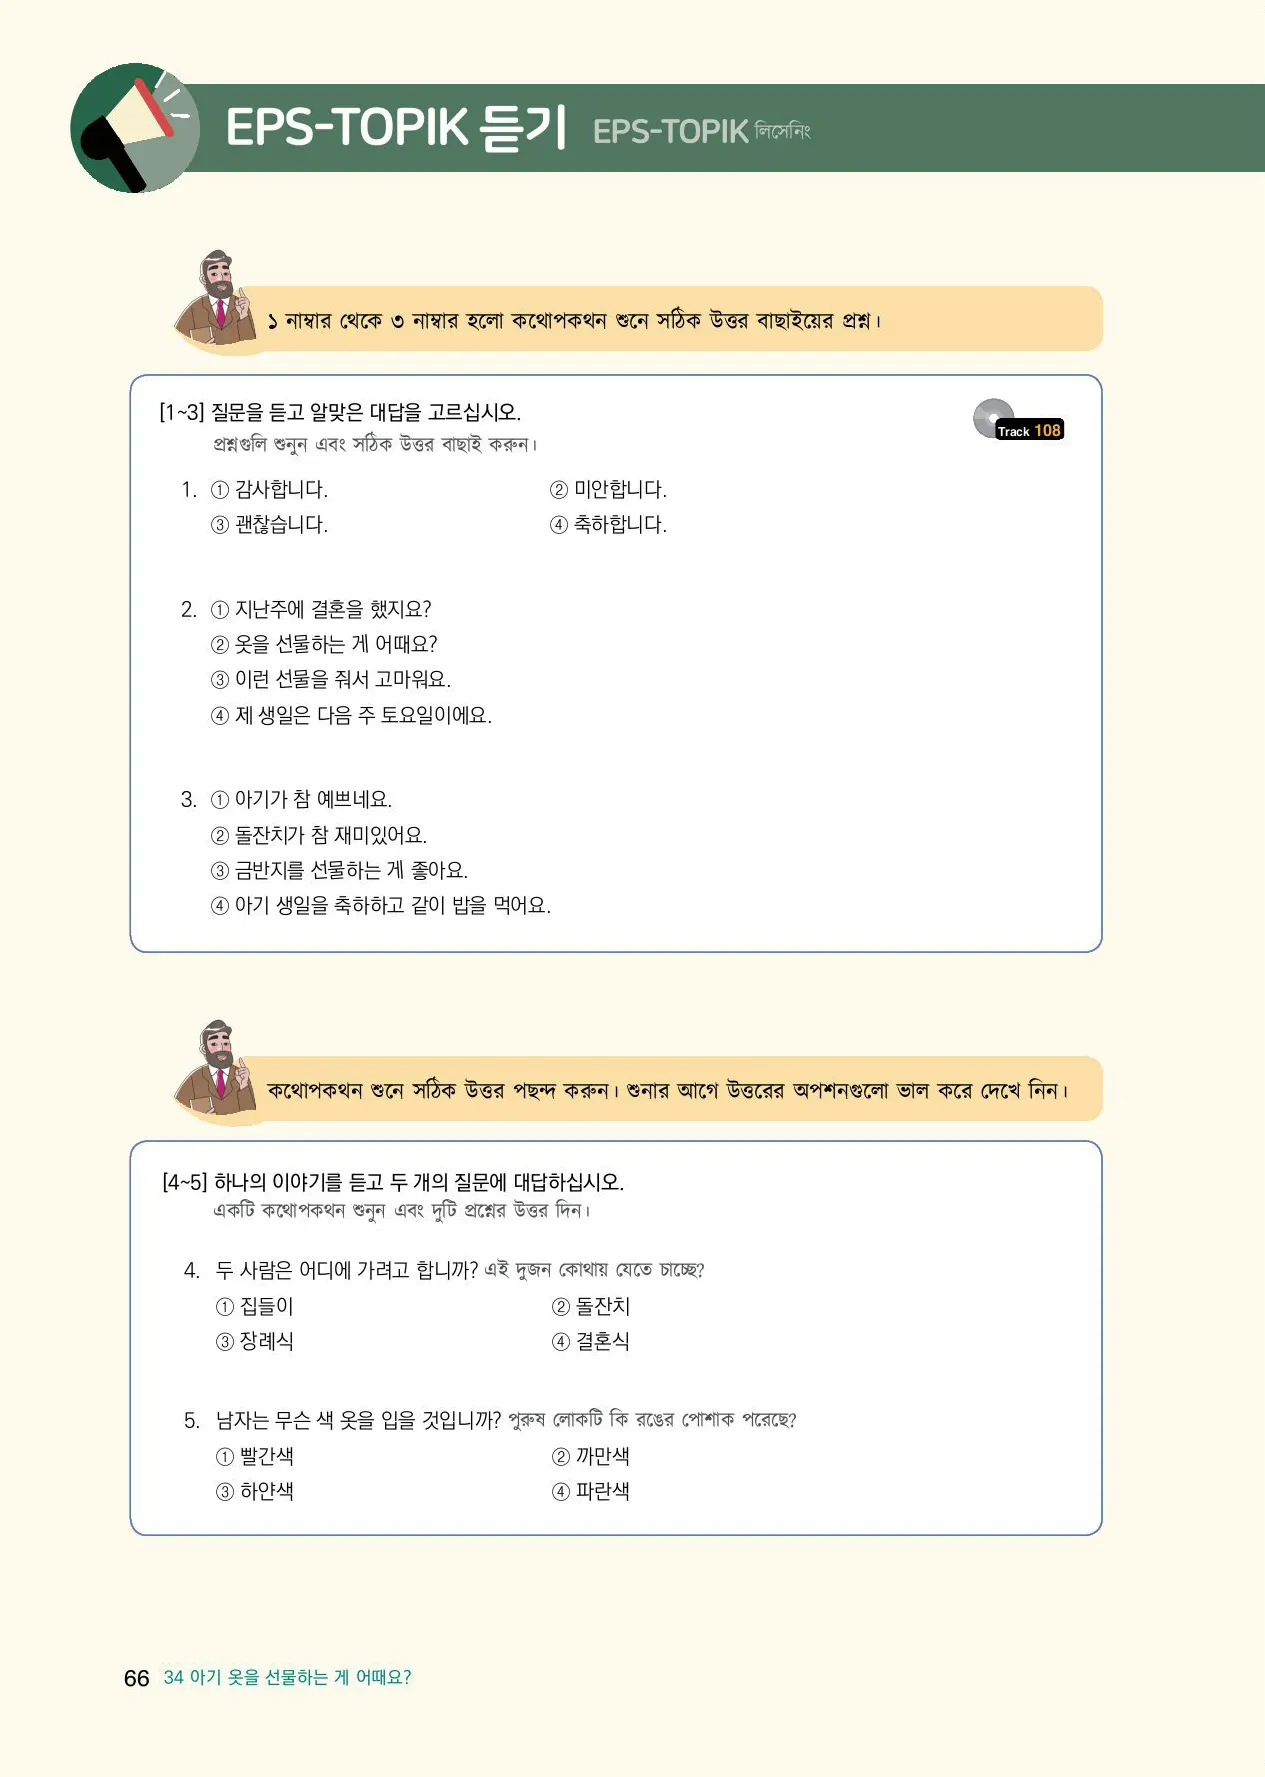 EPS-TOPIK 듣기 EPS-TOPIK লিসেনিং
১ নাম্বার থেকে ৩ নাম্বার হলো কথোপকথন শুনে সঠিক উত্তর বাছাইয়ের প্রশ্ন।
[1~3] 질문을 듣고 알맞은 대답을 고르십시오.
প্রশ্নগুলি শুনুন এবং সঠিক উত্তর বাছাই করুন।
Track 108
1. ① 감사합니다. ② 미안합니다.
③ 괜찮습니다. ④ 축하합니다.
2. ① 지난주에 결혼을 했지요?
② 옷을 선물하는 게 어때요?
③ 이런 선물을 줘서 고마워요.
④ 제 생일은 다음 주 토요일이에요.
3. ① 아기가 참 예쁘네요.
② 돌잔치가 참 재미있어요.
③ 금반지를 선물하는 게 좋아요.
④ 아기 생일을 축하하고 같이 밥을 먹어요.
কথোপকথন শুনে সঠিক উত্তর পছন্দ করুন। শুনার আগে উত্তরের অপশনগুলো ভাল করে দেখে নিন।
[4~5] 하나의 이야기를 듣고 두 개의 질문에 대답하십시오.
একটি কথোপকথন শুনুন এবং দুটি প্রশ্নের উত্তর দিন।
4. 두 사람은 어디에 가려고 합니까? এই দুজন কোথায় যেতে চাচ্ছে?
① 집들이 ② 돌잔치
③ 장례식 ④ 결혼식
5. 남자는 무슨 색 옷을 입을 것입니까? পুরুষ লোকটি কি রঙের পোশাক পরেছে?
① 빨간색 ② 까만색
③ 하얀색 ④ 파란색
66 34 아기 옷을 선물하는 게 어때요?